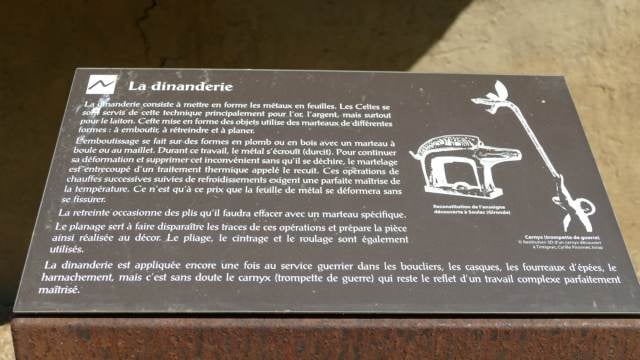 La dinanderie
La dinanderie consiste à mettre en forme les métaux en feuilles. Les Celtes se
sont servis de cette technique principalement pour l'or, l'argent, mais surtout
pour le laiton. Cette mise en forme des objets utilise des marteaux de différentes
formes : à emboutir, à rétreindre et à planer.
L'emboutissage se fait sur des formes en plomb ou en bois avec un marteau à
boule ou au maillet. Durant ce travail, le métal s'écrouit (durcit). Pour continuer
sa déformation et supprimer cet inconvénient sans qu'il se déchire, le martelage
est entrecoupé d'un traitement thermique appelé le recuit. Ces opérations de
chauffes successives suivies de refroidissements exigent une parfaite maîtrise de
la température. Ce n'est qu'à ce prix que la feuille de métal se déformera sans
se fissurer.
La retreinte occasionne des plis qu'il faudra effacer avec un marteau spécifique.
Le planage sert à faire disparaître les traces de ces opérations et prépare la pièce
ainsi réalisée au décor. Le pliage, le cintrage et le roulage sont également
utilisés.
La dinanderie est appliquée encore une fois au service guerrier dans les boucliers, les casques, les fourreaux d'épées, le
harnachement, mais c'est sans doute le carnyx (trompette de guerre) qui reste le reflet d'un travail complexe parfaitement
maîtrisé.
Reconstitution de l'enseigne
découverte à Soulac (Gironde)
Carnyx (trompette de guerre)
© Restitution 3D d'un carnyx découvert
à Tintignac, Cyrille Poissonet, Inrap